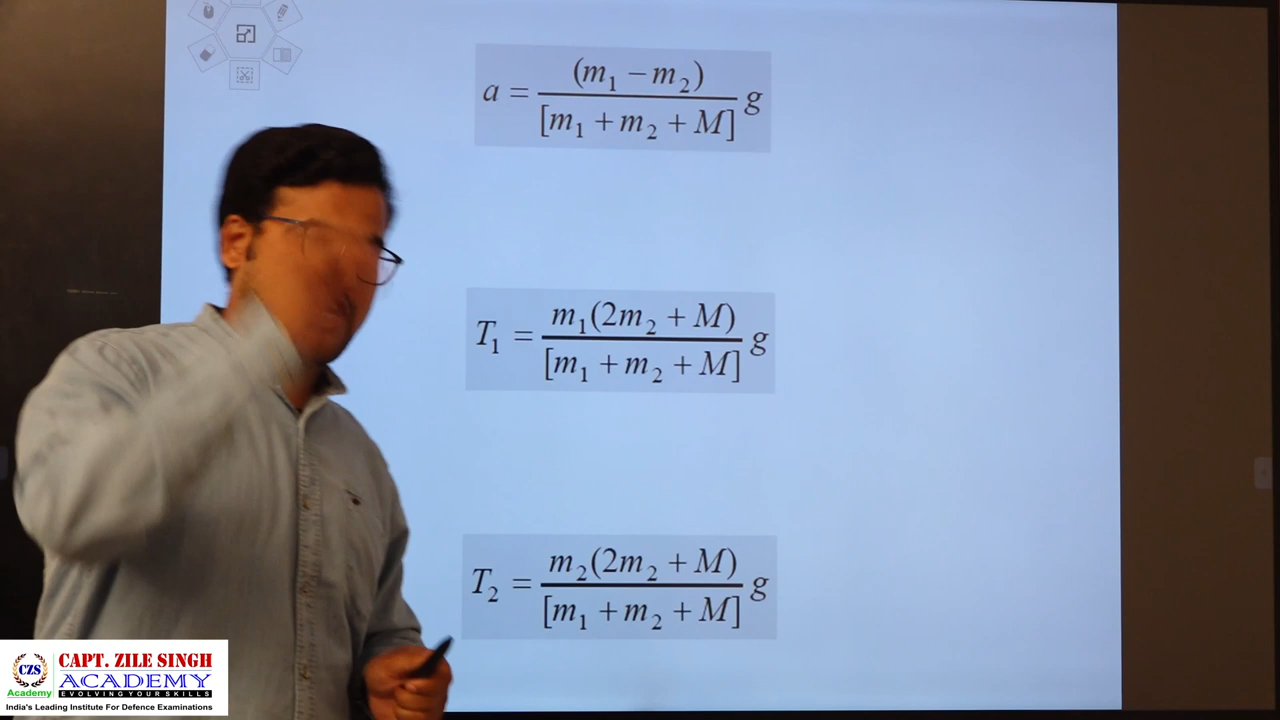 a = (m₁ − m₂) / [m₁ + m₂ + M] g
T₁ = m₁(2m₂ + M) / [m₁ + m₂ + M] g
T₂ = m₂(2m₂ + M) / [m₁ + m₂ + M] g
CZS
Academy
CAPT. ZILE SINGH
ACADEMY
EVOLVING YOUR SKILLS
India's Leading Institute For Defence Examinations